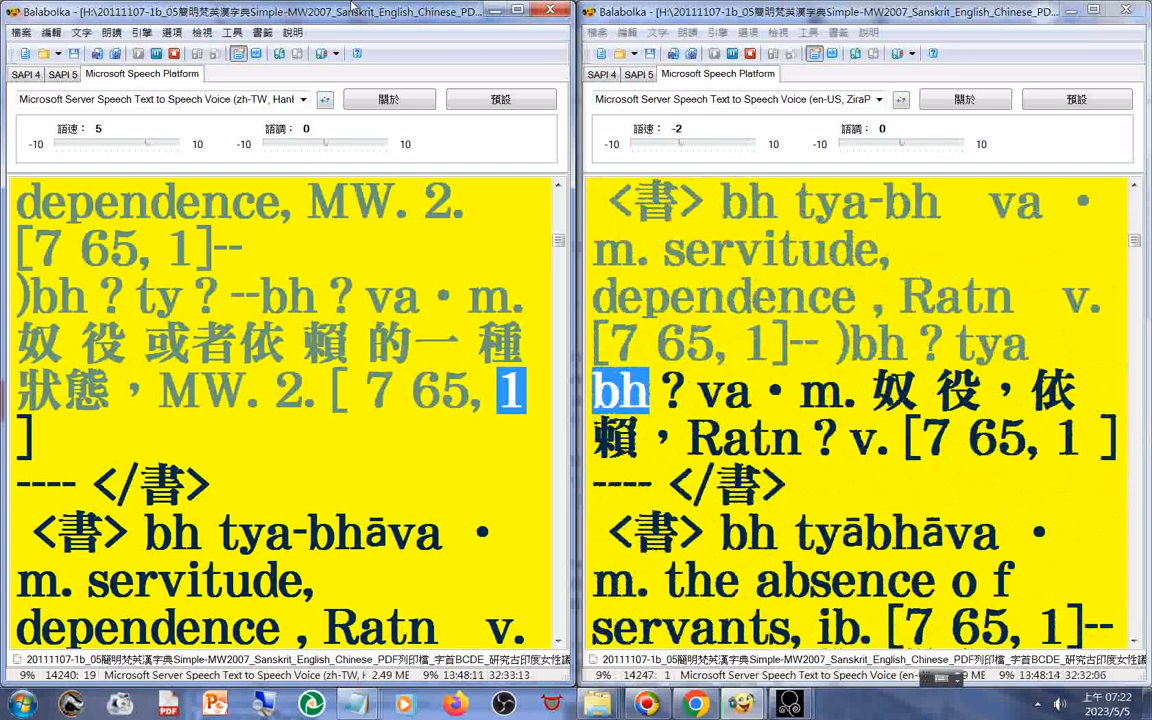 Balabolka - [H:\20111107-1b_05簡明梵英漢字典Simple-MW2007_Sanskrit_English_Chinese_PD...
檔案 編輯 文字 朗讀 引擎 選項 檢視 工具 書籤 說明
SAPI 4 SAPI 5 Microsoft Speech Platform
Microsoft Server Speech Text to Speech Voice (zh-TW, Hanl
關於 預設
語速： 5 語調： 0
-10 10 -10 10
dependence, MW. 2.
[7 65, 1]--
)bh ? ty ? --bh ? va • m.
奴 役 或者依 賴 的一 種
狀態，MW. 2. [ 7 65, 1
]
---- </書>
<書> bh tya-bhāva •
m. servitude,
dependence , Ratn v.
20111107-1b_05簡明梵英漢字典Simple-MW2007_Sanskrit_English_Chinese_PDF列印檔_字首BCDE_研究古印度女性議
9% 14240: 19 Microsoft Server Speech Text to Speech Voice (zh-TW, 2.49 ME 9% 13:48:11 32:33:13
Balabolka - [H:\20111107-1b_05簡明梵英漢字典Simple-MW2007_Sanskrit_English_Chinese_PD...
檔案 編輯 文字 朗讀 引擎 選項 檢視 工具 書籤 說明
SAPI 4 SAPI 5 Microsoft Speech Platform
Microsoft Server Speech Text to Speech Voice (en-US, ZiraP
關於 預設
語速： -2 語調： 0
-10 10 -10 10
<書> bh tya-bh va •
m. servitude,
dependence , Ratn v.
[7 65, 1]-- )bh ? tya
bh ? va • m. 奴 役，依
賴，Ratn ? v. [7 65, 1 ]
---- </書>
<書> bh tyābhāva •
m. the absence o f
servants, ib. [7 65, 1]--
20111107-1b_05簡明梵英漢字典Simple-MW2007_Sanskrit_English_Chinese_PDF列印檔_字首BCDE_研究古印度女性議
9% 14247: 1 Microsoft Server Speech Text to Speech Voice (en-US, ZiraP 9 ME 9% 13:48:14 32:32:06
上午 07:22
2023/5/5